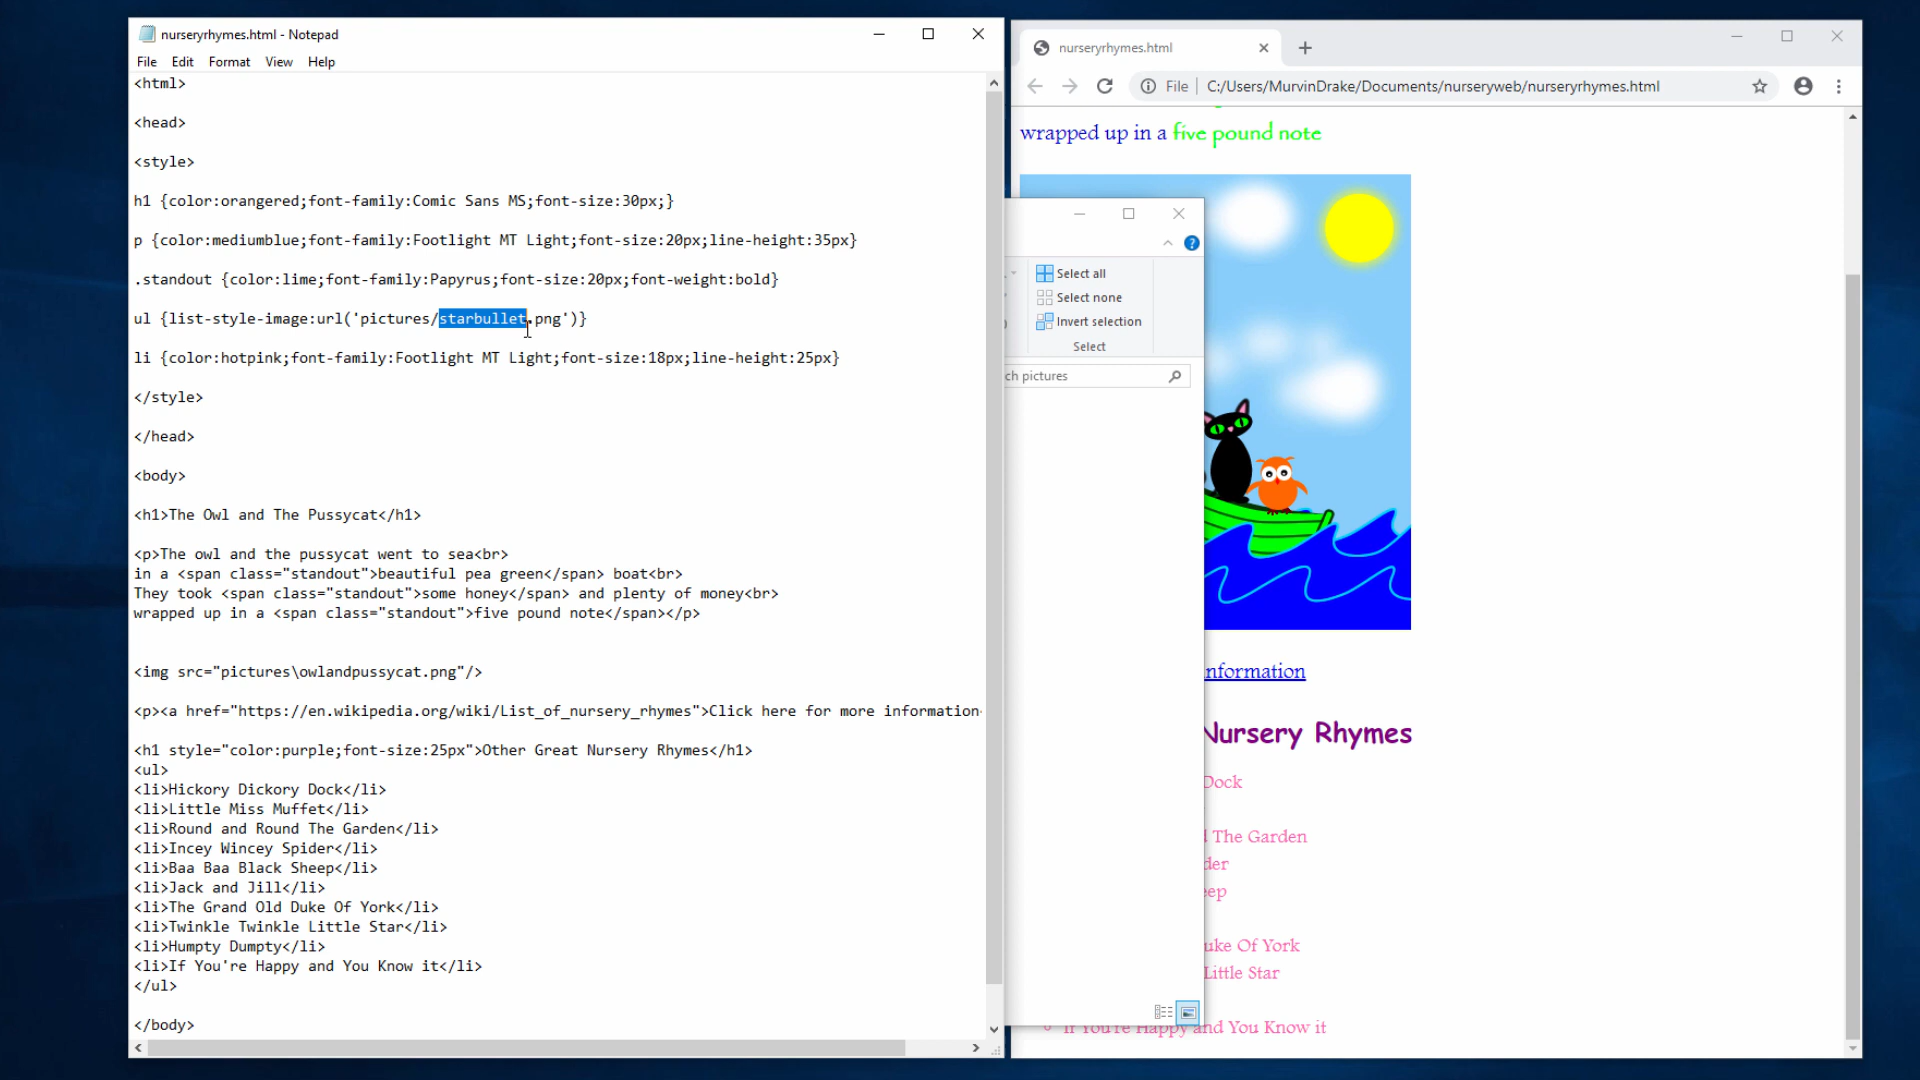 nurseryrhymes.html - Notepad
File Edit Format View Help
<html>
<head>
<style>
h1 {color:orangered;font-family:Comic Sans MS;font-size:30px;}
p {color:mediumblue;font-family:Footlight MT Light;font-size:20px;line-height:35px}
.standout {color:lime;font-family:Papyrus;font-size:20px;font-weight:bold}
ul {list-style-image:url('pictures/starbullet.png')}
li {color:hotpink;font-family:Footlight MT Light;font-size:18px;line-height:25px}
</style>
</head>
<body>
<h1>The Owl and The Pussycat</h1>
<p>The owl and the pussycat went to sea<br>
in a <span class="standout">beautiful pea green</span> boat<br>
They took <span class="standout">some honey</span> and plenty of money<br>
wrapped up in a <span class="standout">five pound note</span></p>
<img src="pictures\owlandpussycat.png"/>
<p><a href="https://en.wikipedia.org/wiki/List_of_nursery_rhymes">Click here for more information
<h1 style="color:purple;font-size:25px">Other Great Nursery Rhymes</h1>
<ul>
<li>Hickory Dickory Dock</li>
<li>Little Miss Muffet</li>
<li>Round and Round The Garden</li>
<li>Incey Wincey Spider</li>
<li>Baa Baa Black Sheep</li>
<li>Jack and Jill</li>
<li>The Grand Old Duke Of York</li>
<li>Twinkle Twinkle Little Star</li>
<li>Humpty Dumpty</li>
<li>If You're Happy and You Know it</li>
</ul>
</body>
Select all
Select none
Invert selection
Select
ch pictures
nurseryrhymes.html
File C:/Users/MurvinDrake/Documents/nurseryweb/nurseryrhymes.html
wrapped up in a five pound note
nformation
Nursery Rhymes
Dock
The Garden
der
eep
uke Of York
Little Star
If You're Happy and You Know it